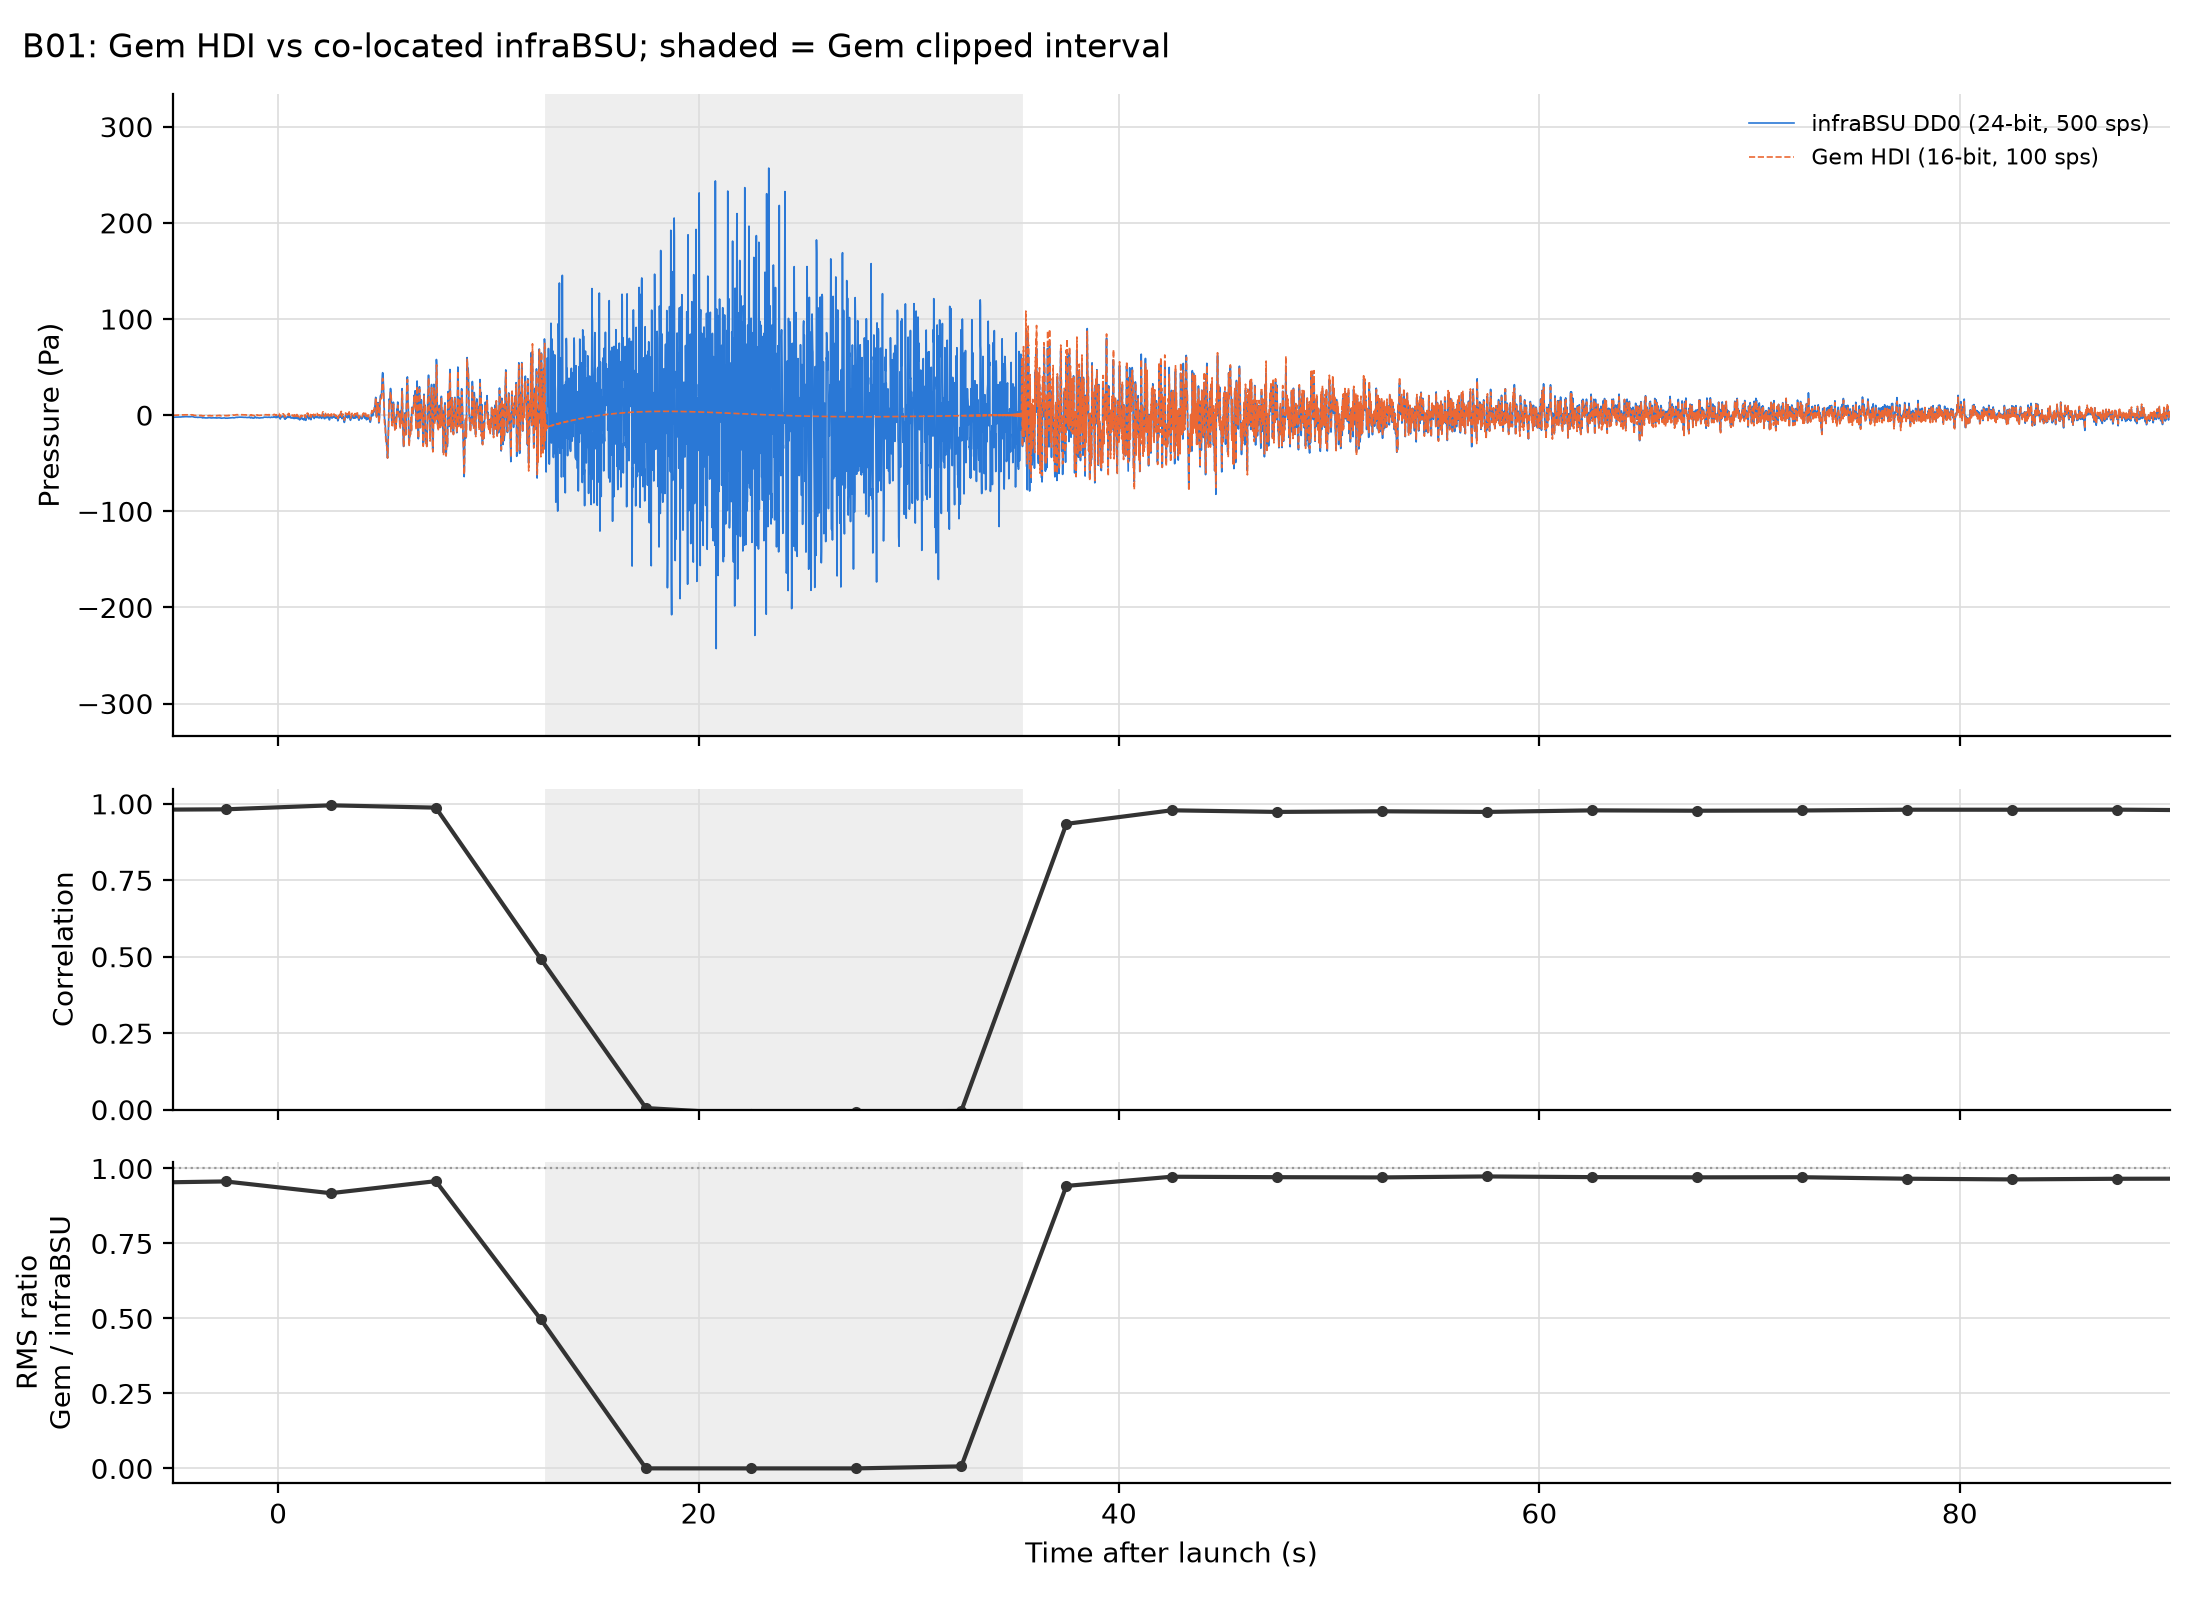 B01: Gem HDI vs co-located infraBSU; shaded = Gem clipped interval
infraBSU DD0 (24-bit, 500 sps)
Gem HDI (16-bit, 100 sps)
Pressure (Pa)
300
200
100
0
−100
−200
−300
Correlation
1.00
0.75
0.50
0.25
0.00
RMS ratio
Gem / infraBSU
1.00
0.75
0.50
0.25
0.00
0
20
40
60
80
Time after launch (s)